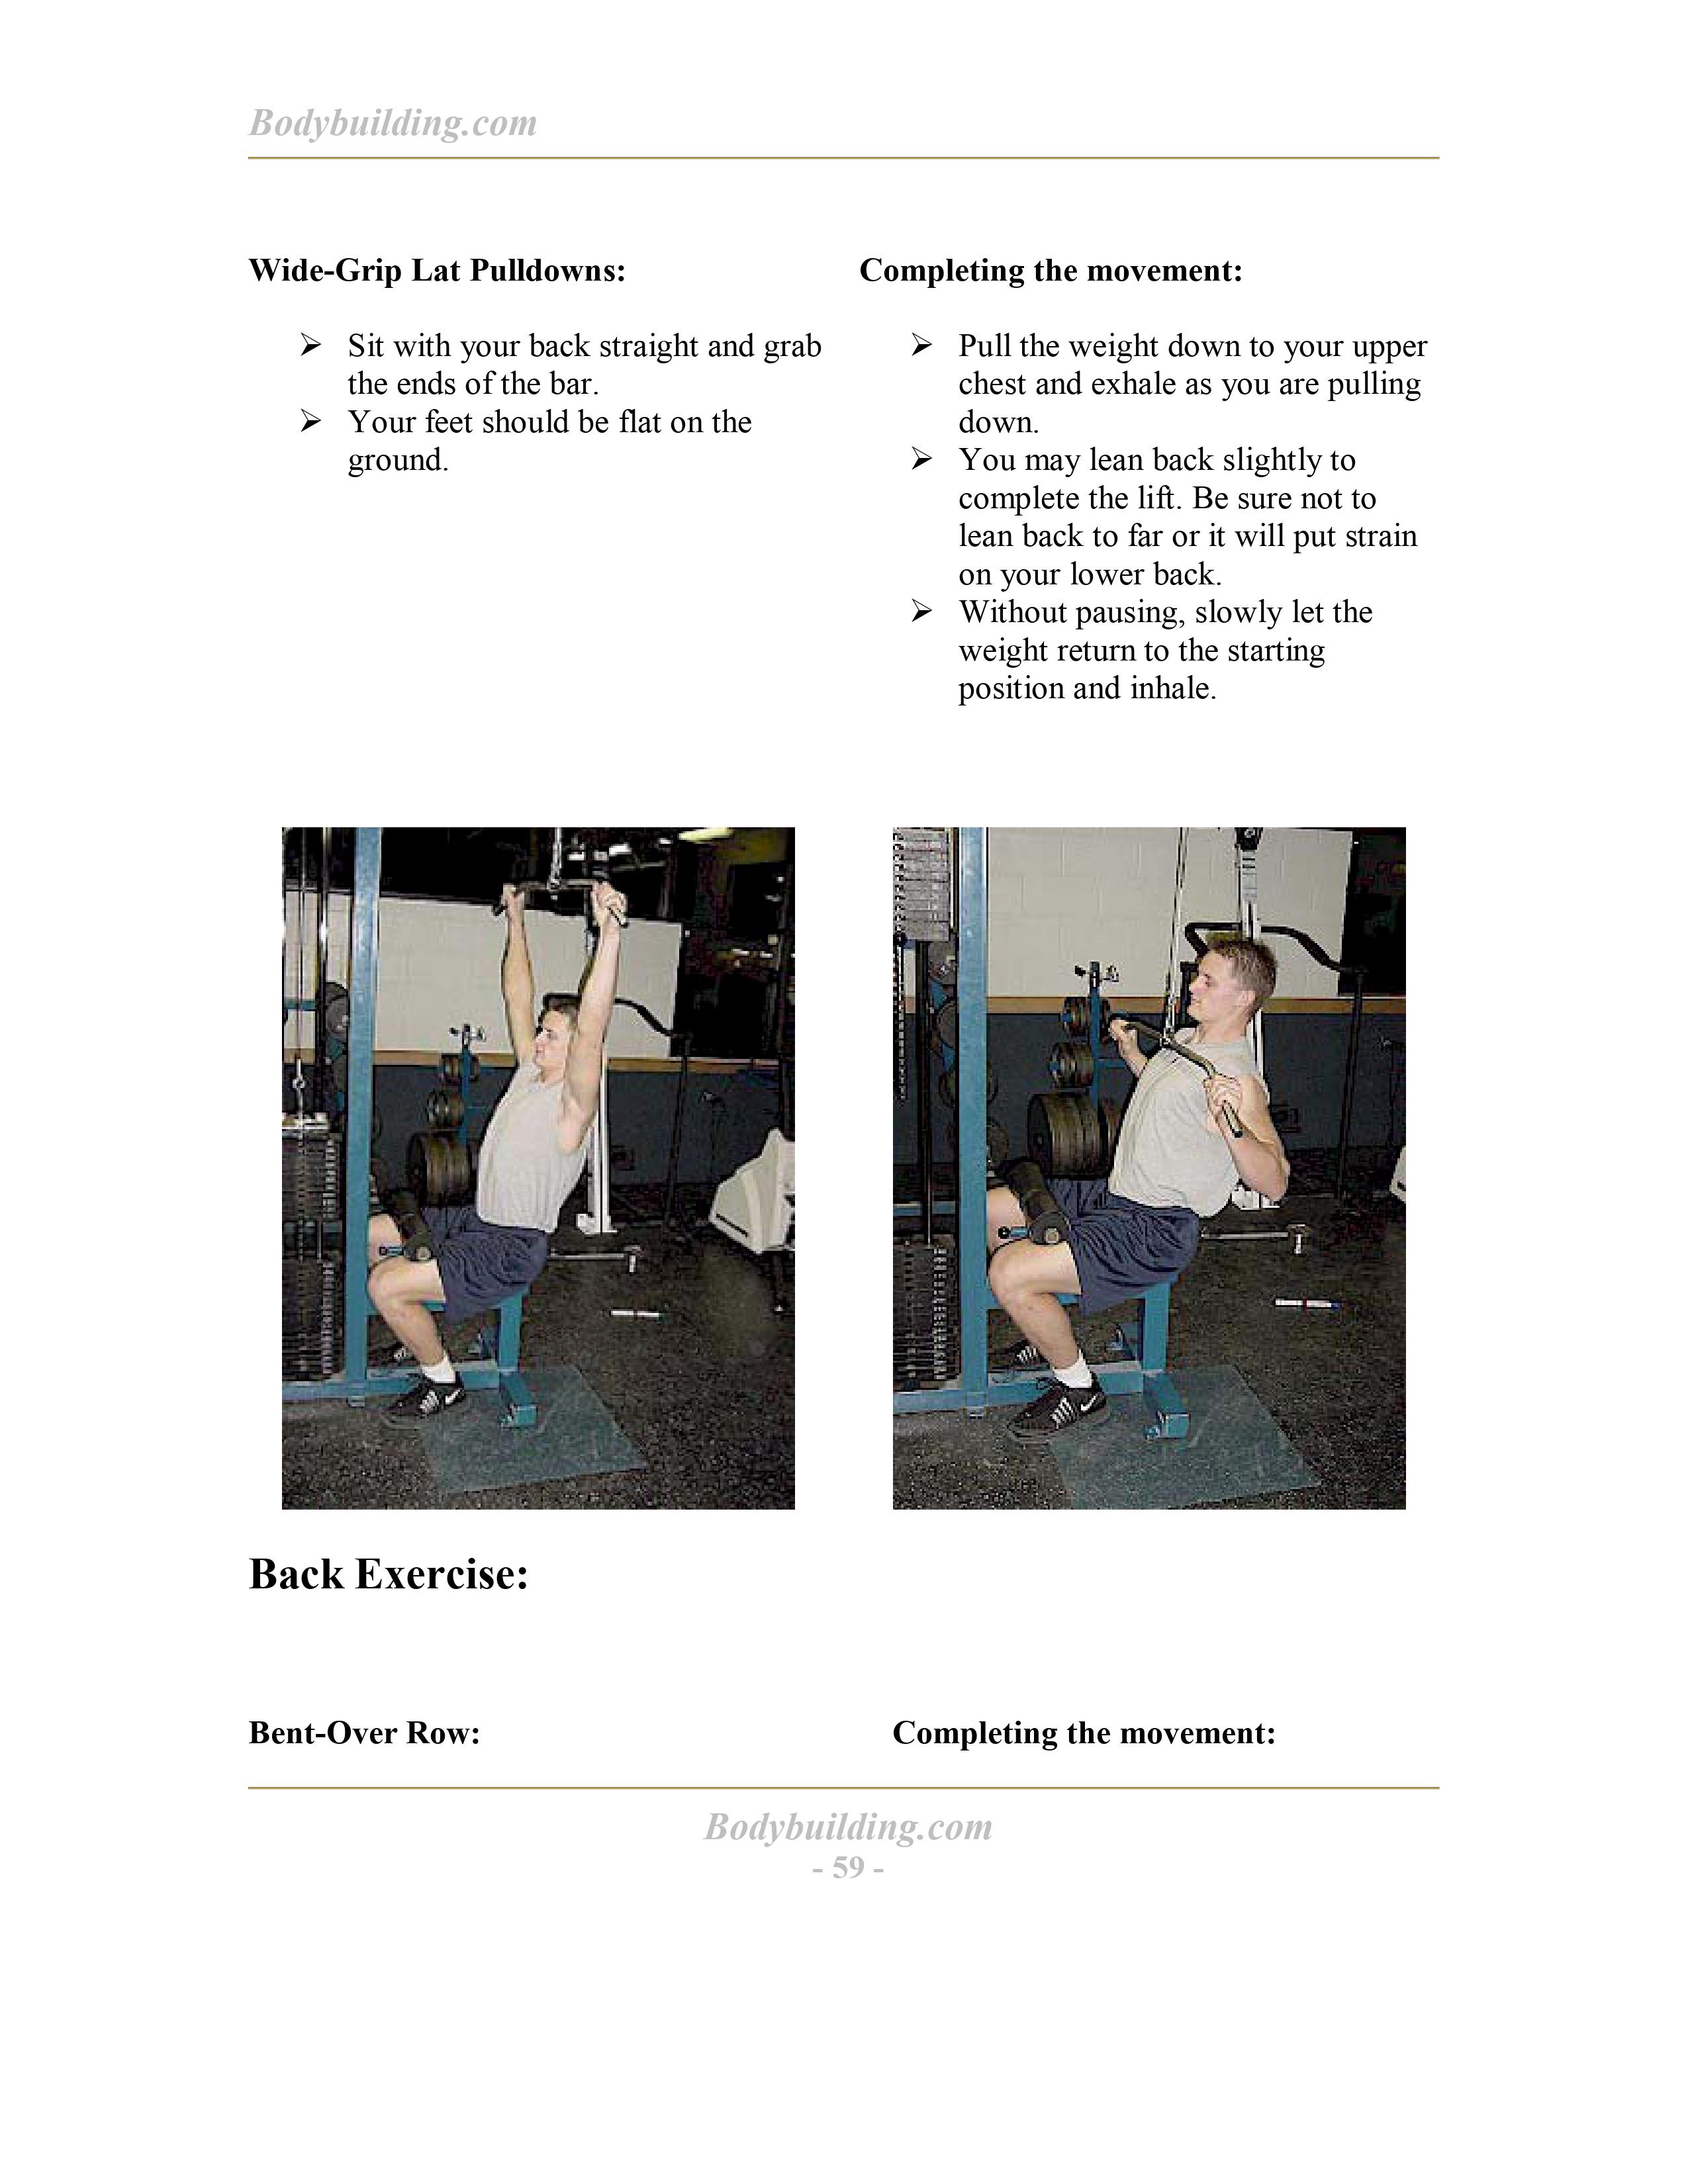 Bodybuilding.com
Wide-Grip Lat Pulldowns:
➢ Sit with your back straight and grab
the ends of the bar.
➢ Your feet should be flat on the
ground.
Completing the movement:
➢ Pull the weight down to your upper
chest and exhale as you are pulling
down.
➢ You may lean back slightly to
complete the lift. Be sure not to
lean back to far or it will put strain
on your lower back.
➢ Without pausing, slowly let the
weight return to the starting
position and inhale.
Back Exercise:
Bent-Over Row:
Completing the movement:
Bodybuilding.com
- 59 -